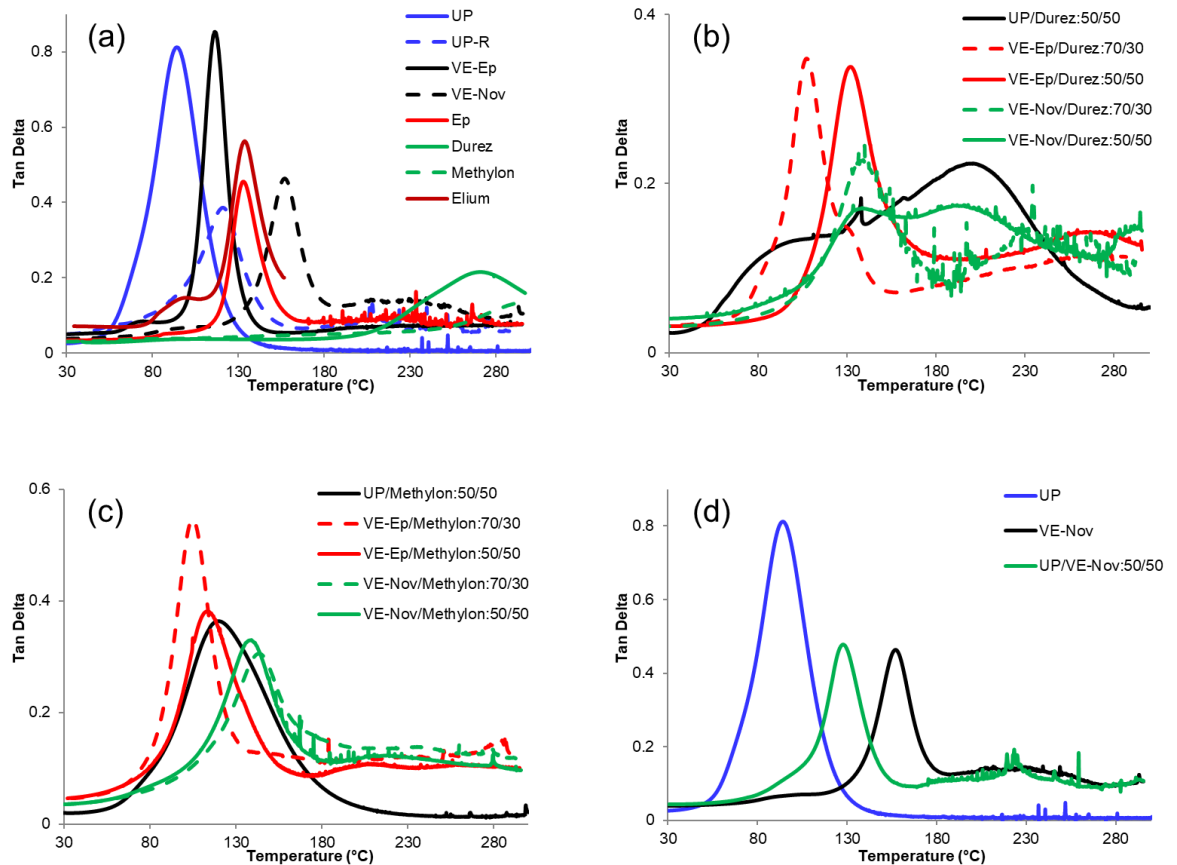 (a)
UP
UP-R
VE-Ep
VE-Nov
Ep
Durez
Methylon
Elium
Tan Delta
0.8
0.6
0.4
0.2
0
30 80 130 180 230 280
Temperature (°C)
(b)
UP/Durez:50/50
VE-Ep/Durez:70/30
VE-Ep/Durez:50/50
VE-Nov/Durez:70/30
VE-Nov/Durez:50/50
Tan Delta
0.4
0.2
0
30 80 130 180 230 280
Temperature (°C)
(c)
UP/Methylon:50/50
VE-Ep/Methylon:70/30
VE-Ep/Methylon:50/50
VE-Nov/Methylon:70/30
VE-Nov/Methylon:50/50
Tan Delta
0.6
0.4
0.2
0
30 80 130 180 230 280
Temperature (°C)
(d)
UP
VE-Nov
UP/VE-Nov:50/50
Tan Delta
0.8
0.6
0.4
0.2
0
30 80 130 180 230 280
Temperature (°C)